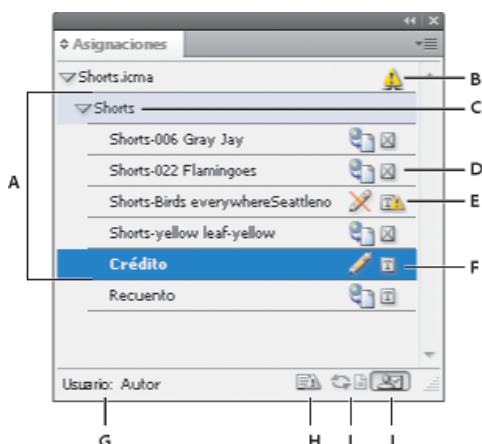 Asignaciones
Shorts.icma B
Shorts C
Shorts-006 Gray Jay
Shorts-022 Flamingoes D
A
Shorts-Birds everywhereSeattleno E
Shorts-yellow leaf-yellow
Crédito F
Recuento
Usuario: Autor
G H I J